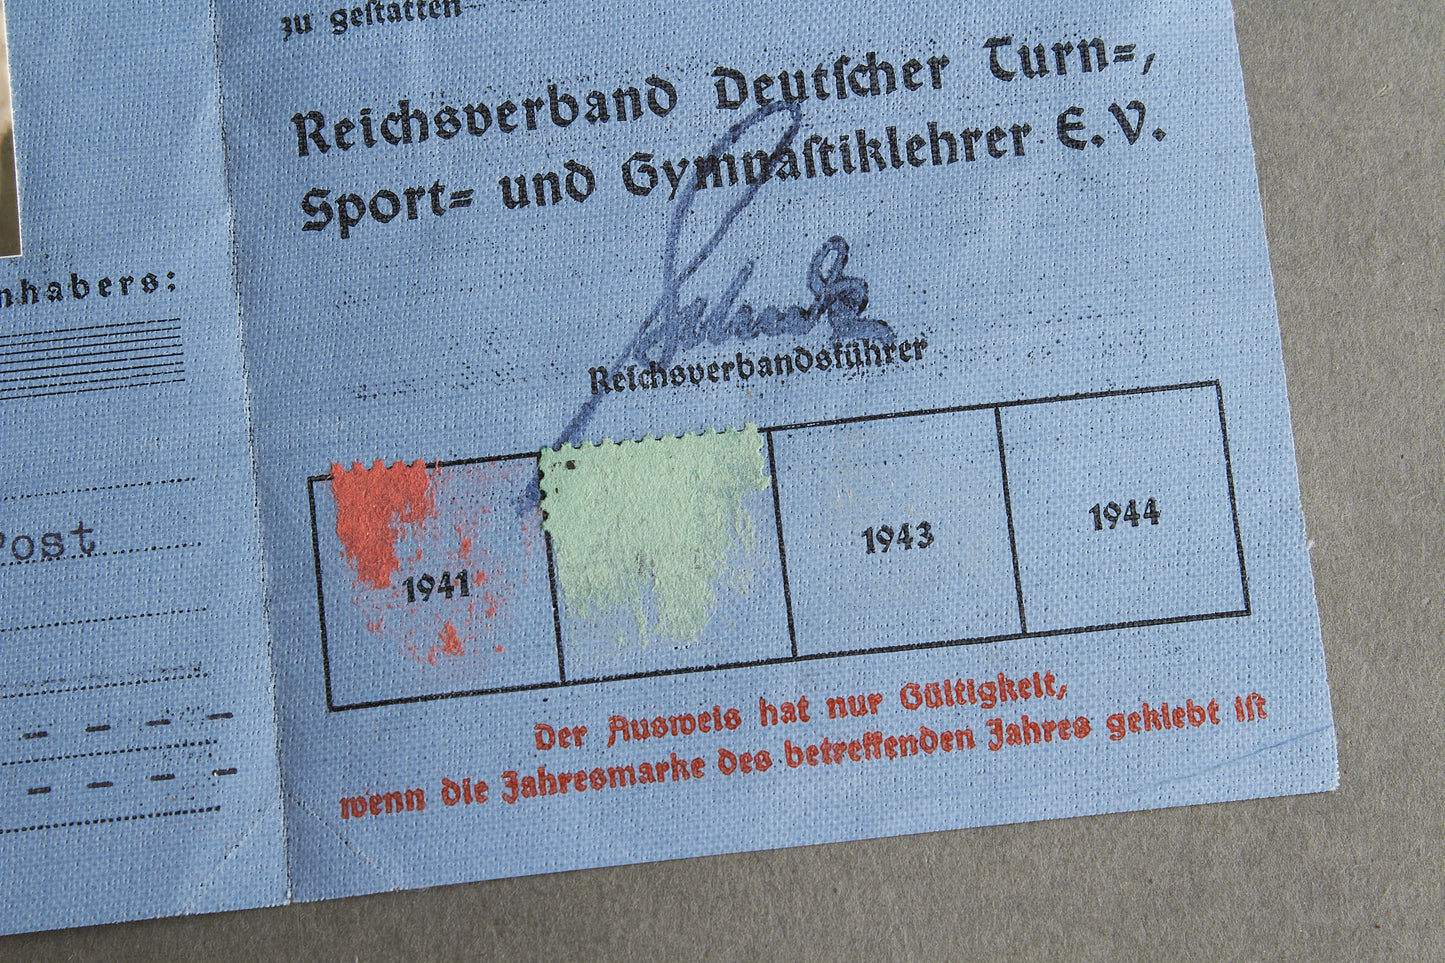 zu gestatten
Reichsverband Deutscher Turn=,
Sport= und Gymnastiklehrer E.V.
nhabers:
Reichsverbandsführer
Post
1941
1943
1944
Der Ausweis hat nur Gültigkeit,
wenn die Jahresmarke des betreffenden Jahres geklebt ist